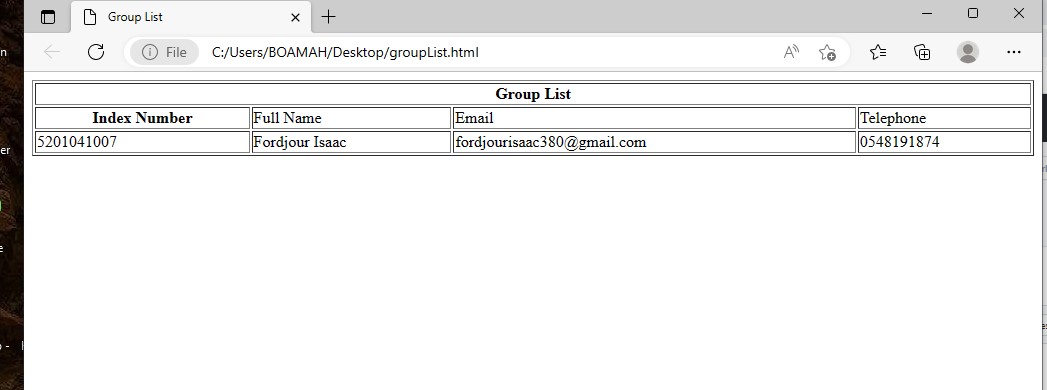 Group List
File C:/Users/BOAMAH/Desktop/groupList.html
Group List
Index Number Full Name Email Telephone
5201041007 Fordjour Isaac fordjourisaac380@gmail.com 0548191874